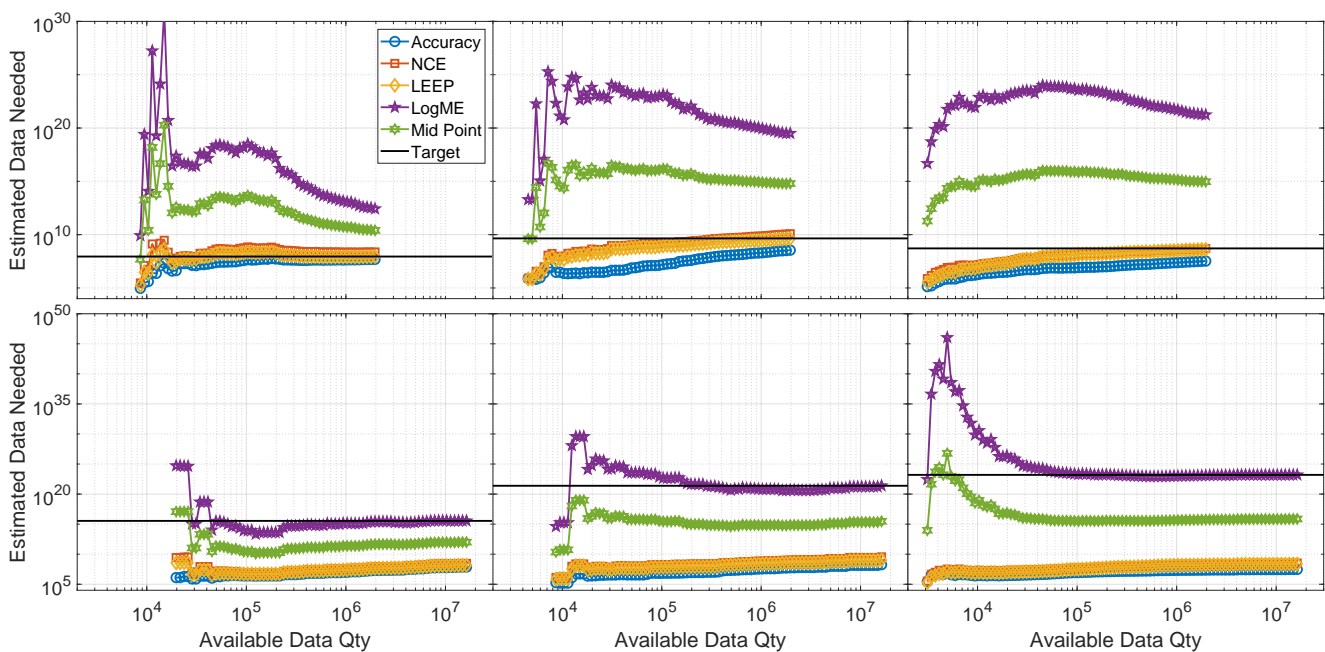 10^30
10^20
10^10
Estimated Data Needed
Accuracy
NCE
LEEP
LogME
Mid Point
Target
10^50
10^35
10^20
10^5
Estimated Data Needed
10^4 10^5 10^6 10^7
10^4 10^5 10^6 10^7
10^4 10^5 10^6 10^7
Available Data Qty
Available Data Qty
Available Data Qty